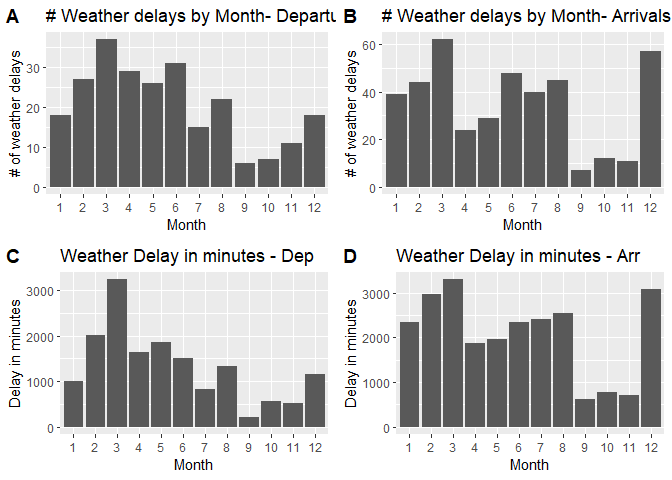 A
# Weather delays by Month- Departu
# of weather delays
30
20
10
0
1 2 3 4 5 6 7 8 9 10 11 12
Month
B
# Weather delays by Month- Arrivals
# of weather delays
60
40
20
0
1 2 3 4 5 6 7 8 9 10 11 12
Month
C
Weather Delay in minutes - Dep
Delay in minutes
3000
2000
1000
0
1 2 3 4 5 6 7 8 9 10 11 12
Month
D
Weather Delay in minutes - Arr
Delay in minutes
3000
2000
1000
0
1 2 3 4 5 6 7 8 9 10 11 12
Month